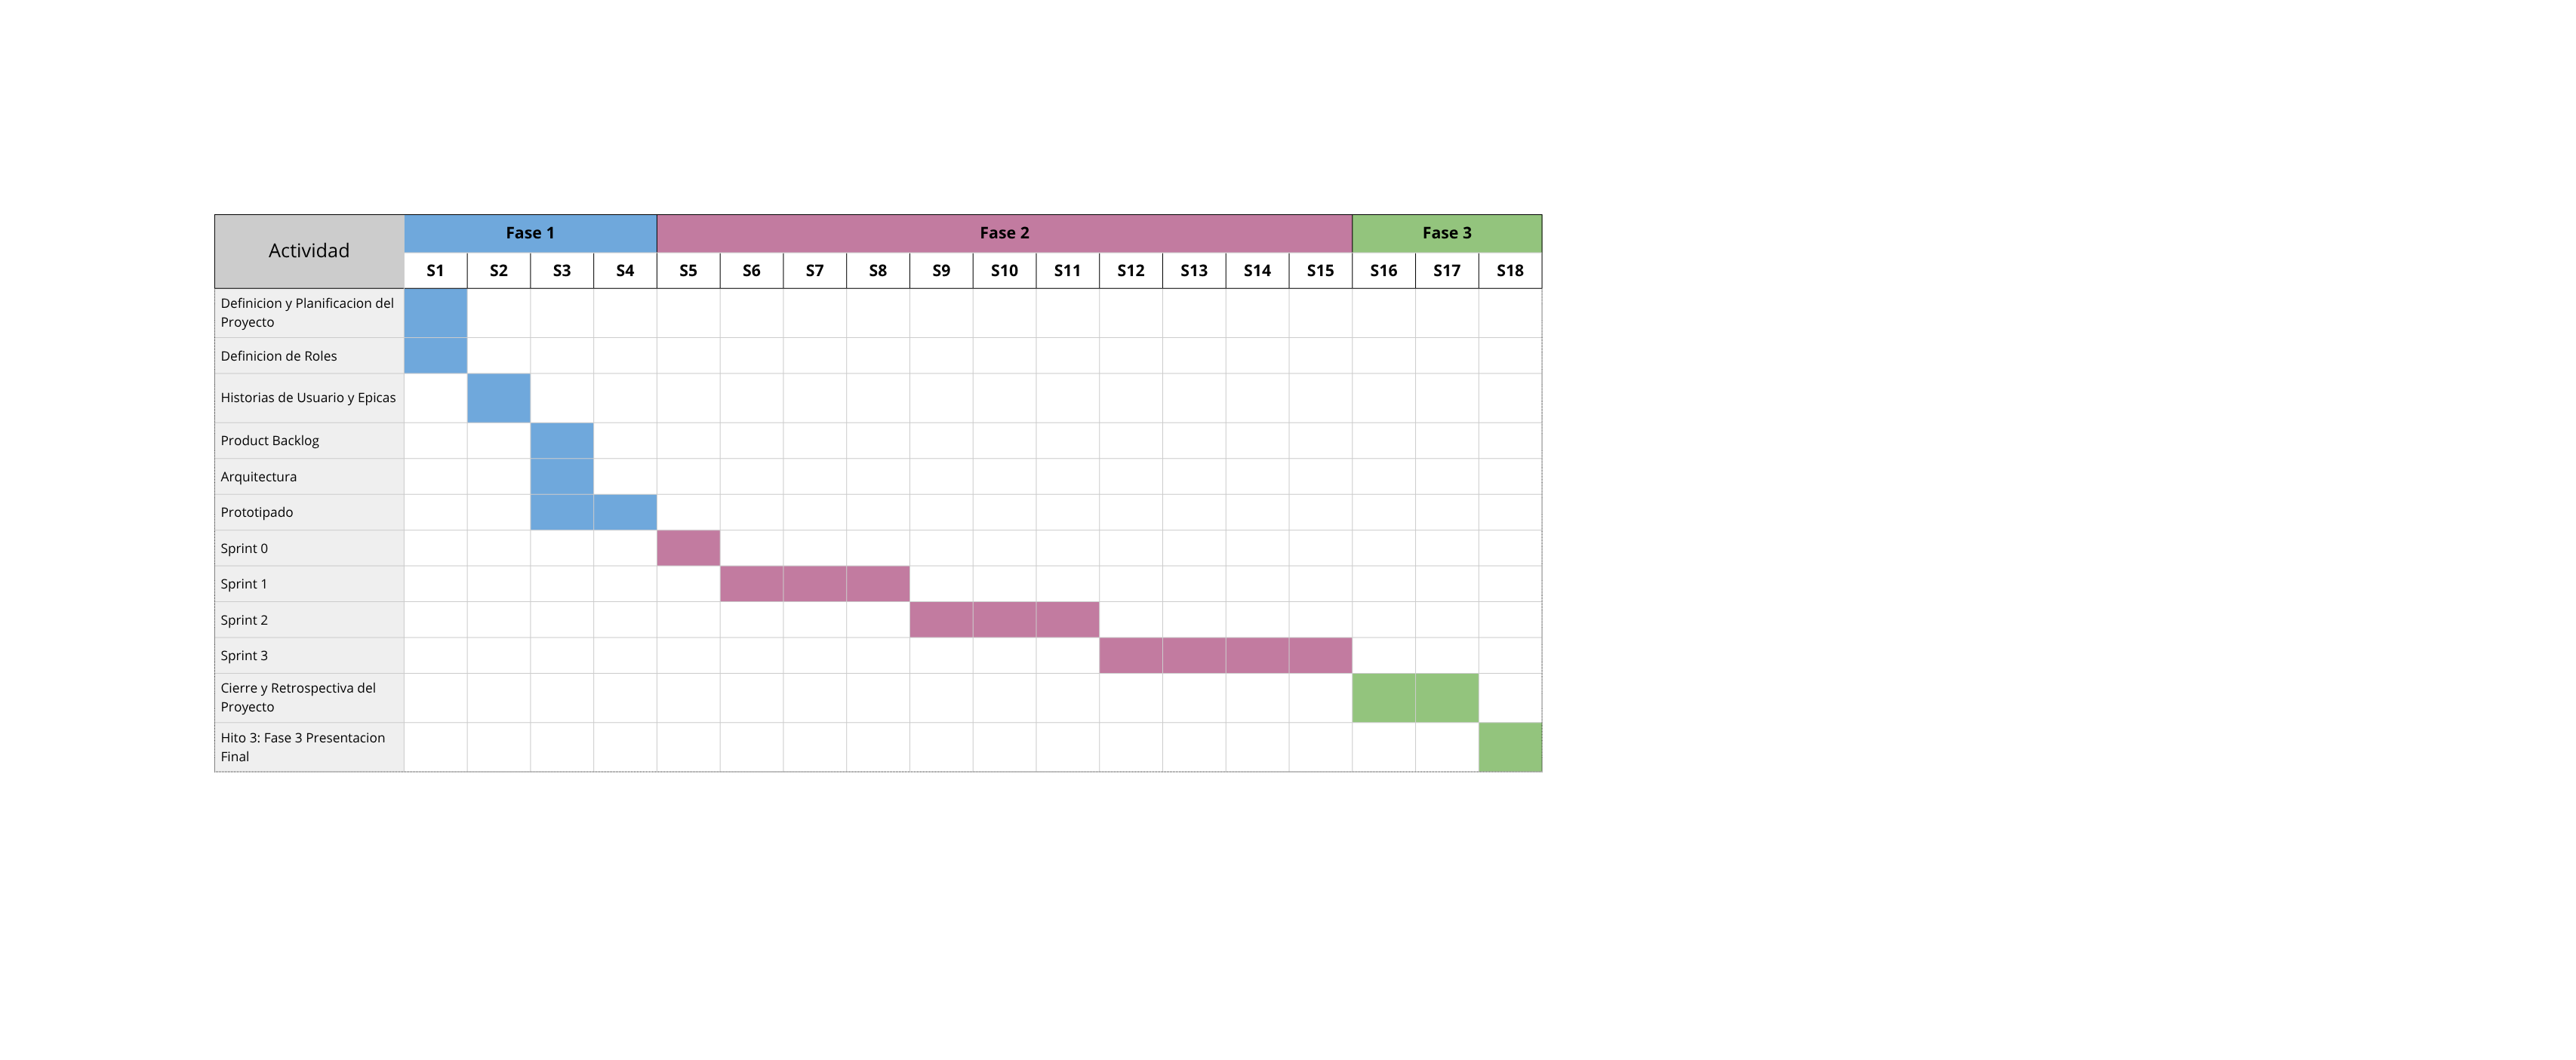 Actividad
Fase 1
Fase 2
Fase 3
S1 S2 S3 S4 S5 S6 S7 S8 S9 S10 S11 S12 S13 S14 S15 S16 S17 S18
Definicion y Planificacion del
Proyecto
Definicion de Roles
Historias de Usuario y Epicas
Product Backlog
Arquitectura
Prototipado
Sprint 0
Sprint 1
Sprint 2
Sprint 3
Cierre y Retrospectiva del
Proyecto
Hito 3: Fase 3 Presentacion
Final